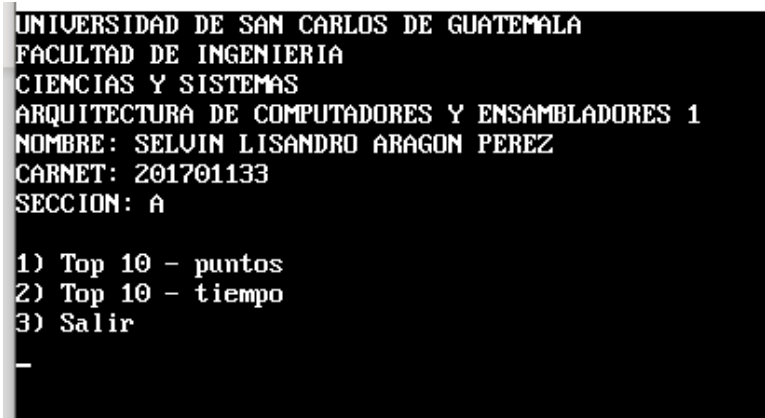 UNIVERSIDAD DE SAN CARLOS DE GUATEMALA
FACULTAD DE INGENIERIA
CIENCIAS Y SISTEMAS
ARQUITECTURA DE COMPUTADORES Y ENSAMBLADORES 1
NOMBRE: SELVIN LISANDRO ARAGON PEREZ
CARNET: 201701133
SECCION: A
1) Top 10 - puntos
2) Top 10 - tiempo
3) Salir